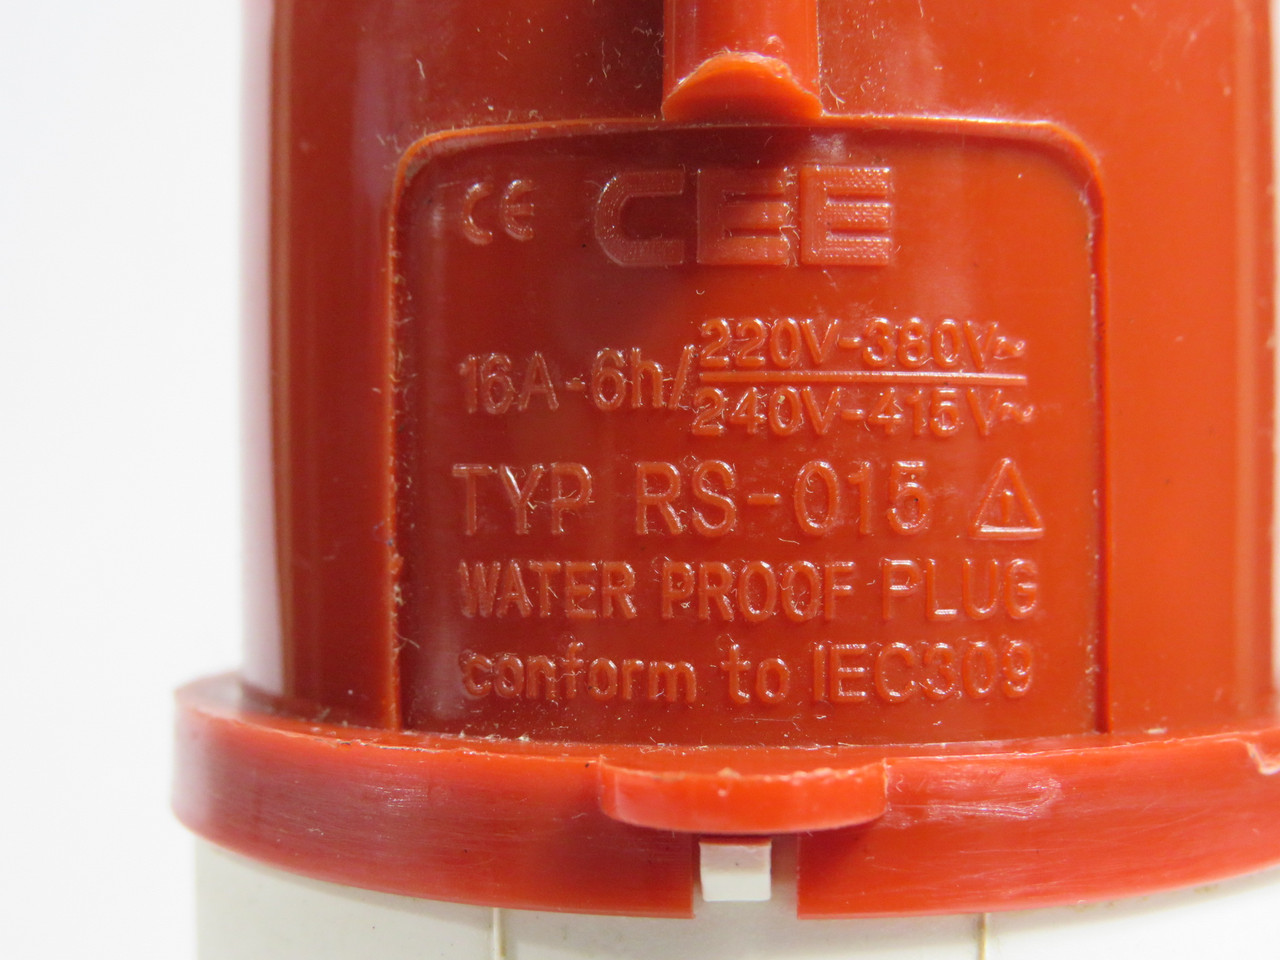 CE CEE
16A-6h/220V-380V~
240V-415V~
TYP RS-015
WATER PROOF PLUG
conform to IEC309